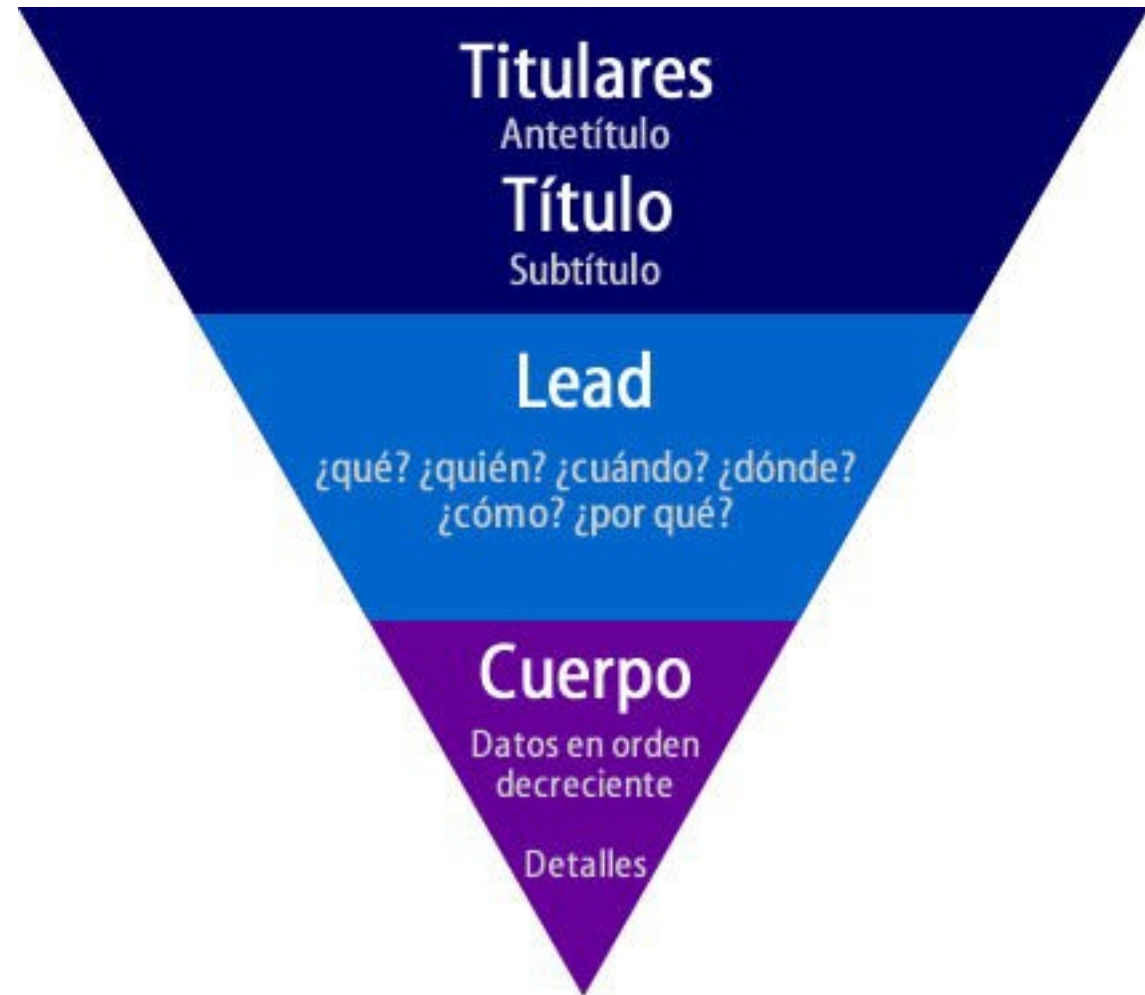 Titulares
Antetítulo
Título
Subtítulo
Lead
¿qué? ¿quién? ¿cuándo? ¿dónde?
¿cómo? ¿por qué?
Cuerpo
Datos en orden
decreciente
Detalles